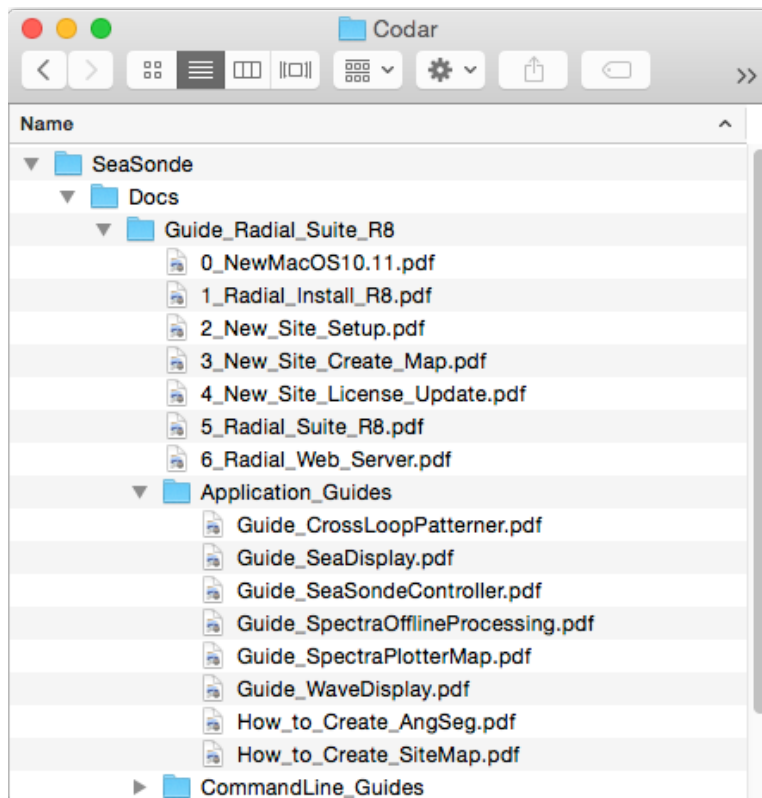 Codar
Name
SeaSonde
Docs
Guide_Radial_Suite_R8
0_NewMacOS10.11.pdf
1_Radial_Install_R8.pdf
2_New_Site_Setup.pdf
3_New_Site_Create_Map.pdf
4_New_Site_License_Update.pdf
5_Radial_Suite_R8.pdf
6_Radial_Web_Server.pdf
Application_Guides
Guide_CrossLoopPatterner.pdf
Guide_SeaDisplay.pdf
Guide_SeaSondeController.pdf
Guide_SpectraOfflineProcessing.pdf
Guide_SpectraPlotterMap.pdf
Guide_WaveDisplay.pdf
How_to_Create_AngSeg.pdf
How_to_Create_SiteMap.pdf
CommandLine_Guides